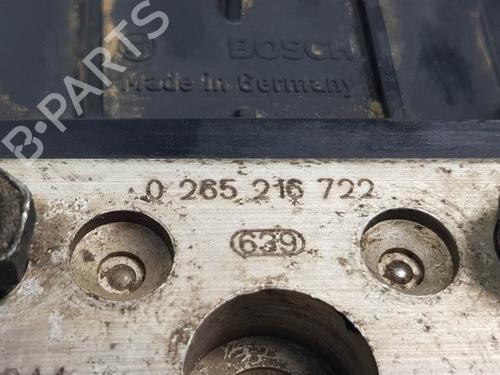 BOSCH
Made in Germany
B-PARTS
0 265 216 722
639